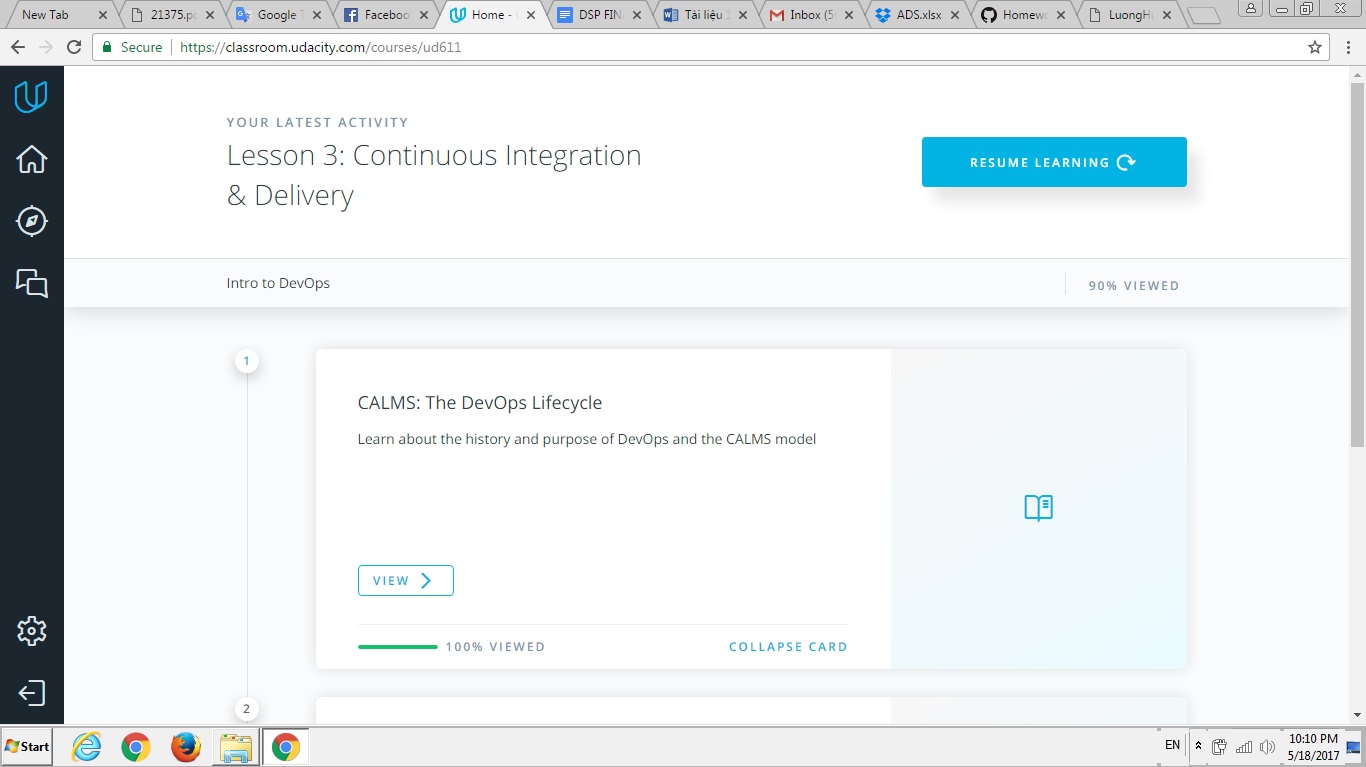 New Tab
21375.pd
Google T
Faceboo
Home -
DSP FIN
Tài liệu
Inbox (5
ADS.xlsx
Homewo
LuongH
Secure
https://classroom.udacity.com/courses/ud611
YOUR LATEST ACTIVITY
Lesson 3: Continuous Integration
& Delivery
RESUME LEARNING
Intro to DevOps
90% VIEWED
1
CALMS: The DevOps Lifecycle
Learn about the history and purpose of DevOps and the CALMS model
VIEW
100% VIEWED
COLLAPSE CARD
2
Start
EN
10:10 PM
5/18/2017